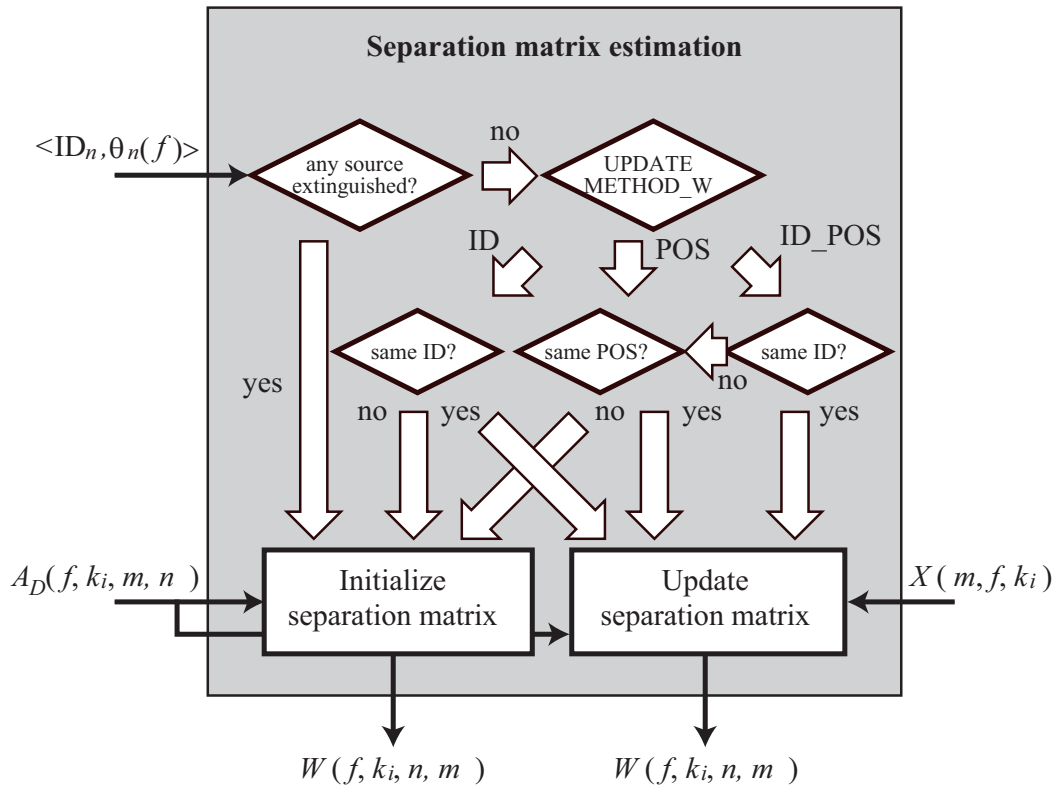 Separation matrix estimation
<IDn,θn(f)>
any source
extinguished?
no
UPDATE
METHOD_W
ID
POS
ID_POS
same ID?
same POS?
same ID?
no
yes
no
yes
no
yes
yes
AD(f, ki, m, n )
Initialize
separation matrix
Update
separation matrix
X( m, f, ki)
W( f, ki, n, m )
W( f, ki, n, m )